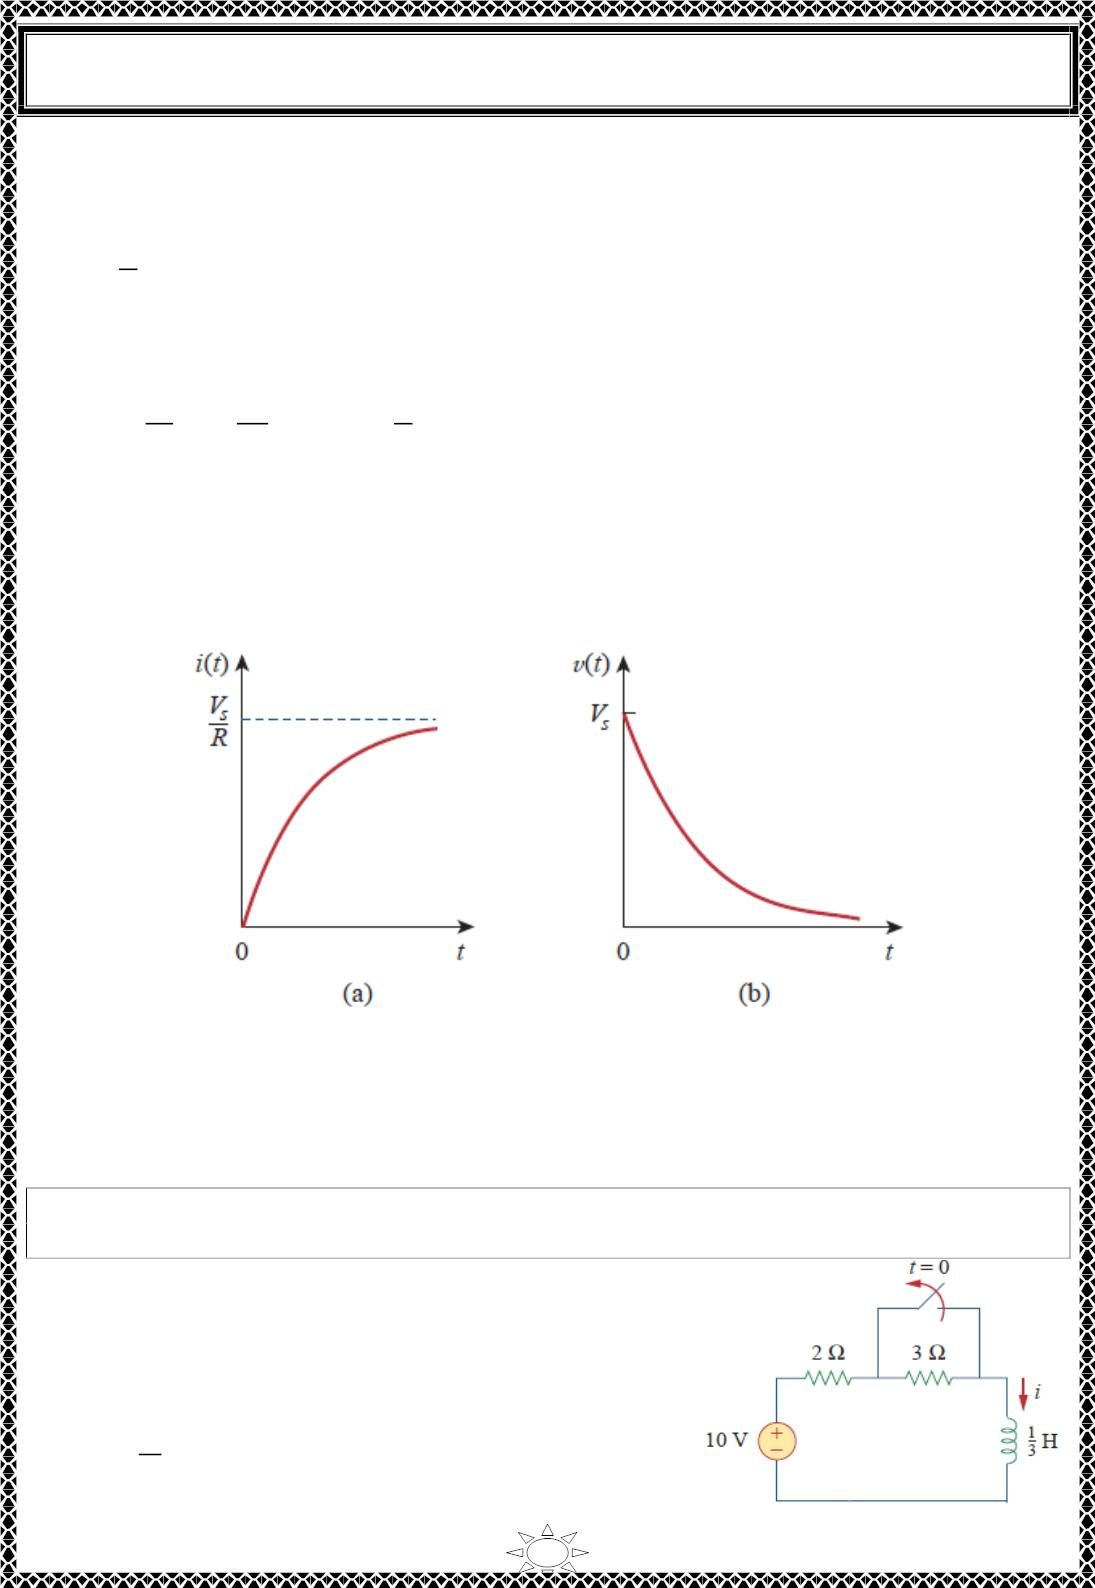 i(t)
v(t)
V_s
R
V_s
0
t
0
t
(a)
(b)
t = 0
2 Ω
3 Ω
i
10 V
+
−
1/3 H